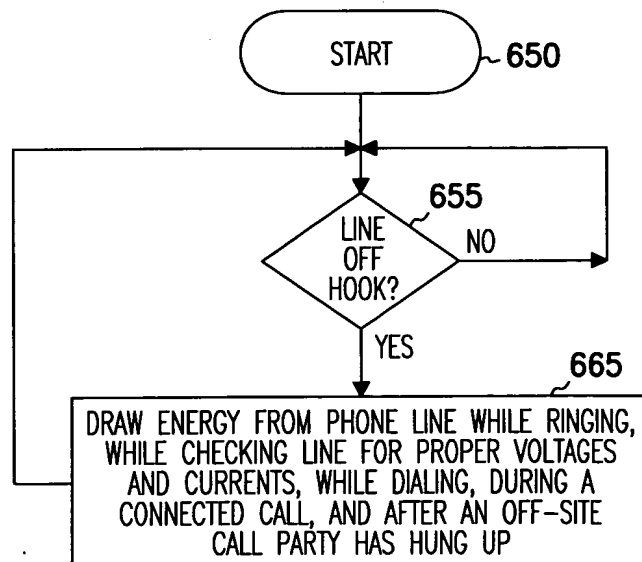 START
650
655
LINE
OFF
HOOK?
NO
YES
665
DRAW ENERGY FROM PHONE LINE WHILE RINGING,
WHILE CHECKING LINE FOR PROPER VOLTAGES
AND CURRENTS, WHILE DIALING, DURING A
CONNECTED CALL, AND AFTER AN OFF-SITE
CALL PARTY HAS HUNG UP